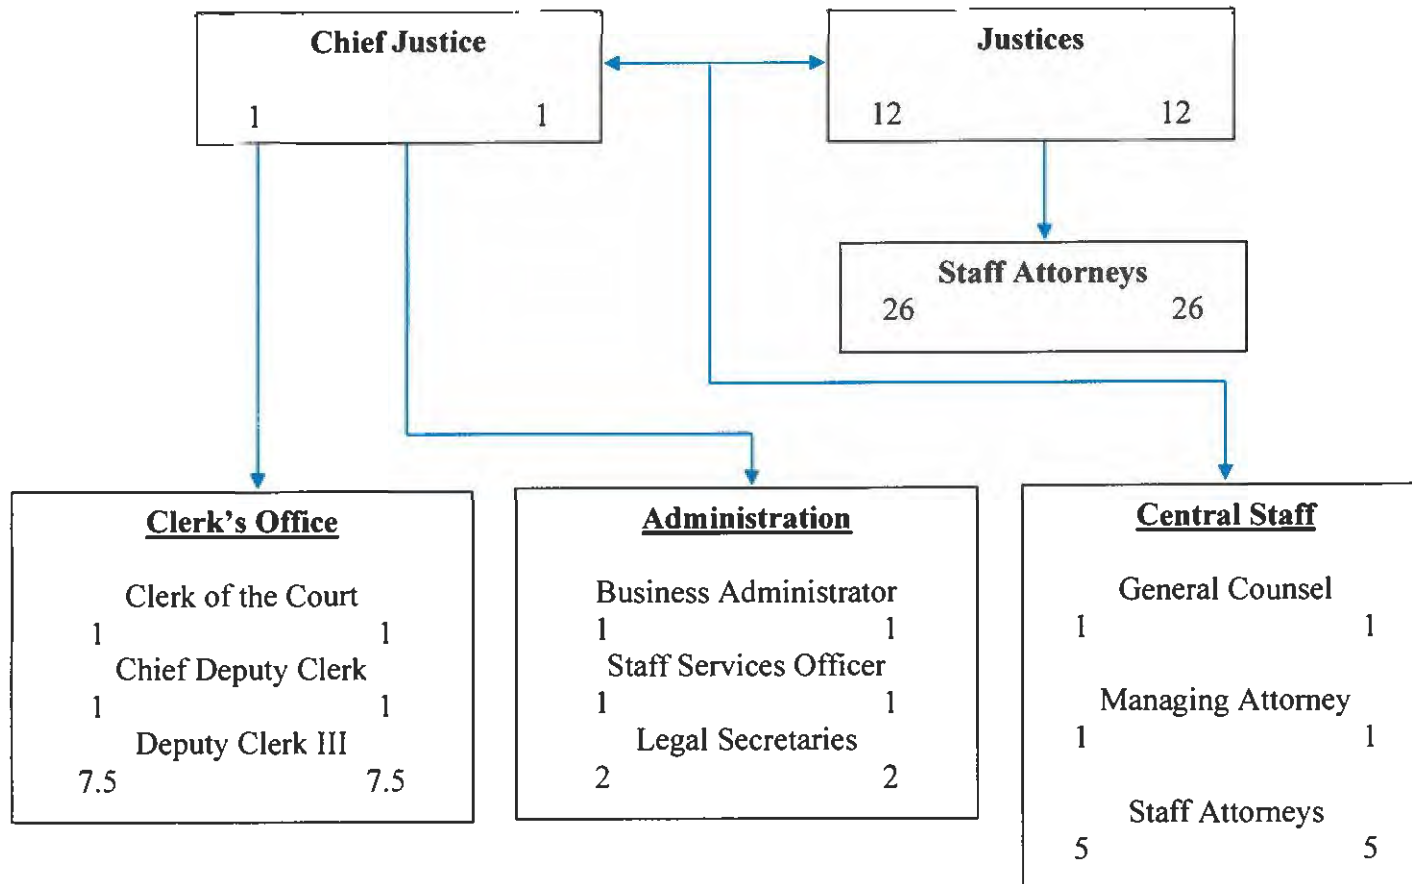 Chief Justice
1 1
Justices
12 12
Staff Attorneys
26 26
Clerk's Office
Clerk of the Court
1 1
Chief Deputy Clerk
1 1
Deputy Clerk III
7.5 7.5
Administration
Business Administrator
1 1
Staff Services Officer
1 1
Legal Secretaries
2 2
Central Staff
General Counsel
1 1
Managing Attorney
1 1
Staff Attorneys
5 5